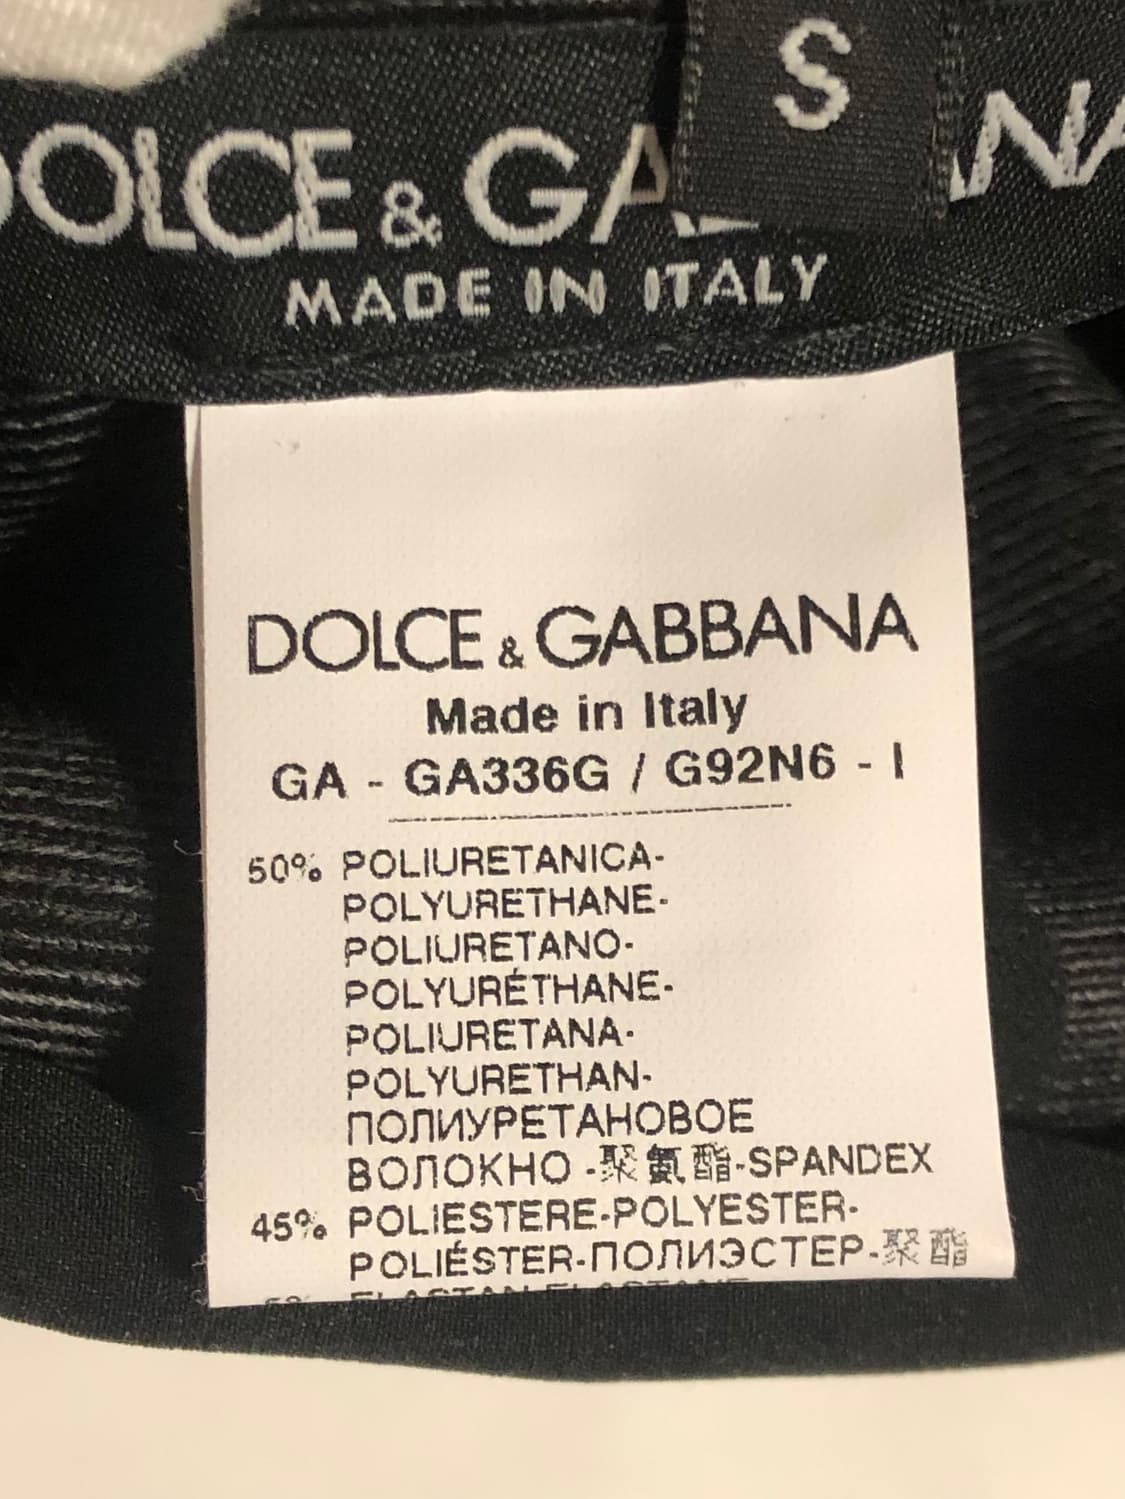 S
DOLCE & GA NA
MADE IN ITALY
DOLCE & GABBANA
Made in Italy
GA - GA336G / G92N6 - I
50% POLIURETANICA-
POLYURETHANE-
POLIURETANO-
POLYURÉTHANE-
POLIURETANA-
POLYURETHAN-
ПОЛИУРЕТАНОВОЕ
ВОЛОКНО -聚氨酯-SPANDEX
45% POLIESTERE-POLYESTER-
POLIÉSTER-ПОЛИЭСТЕР-聚酯